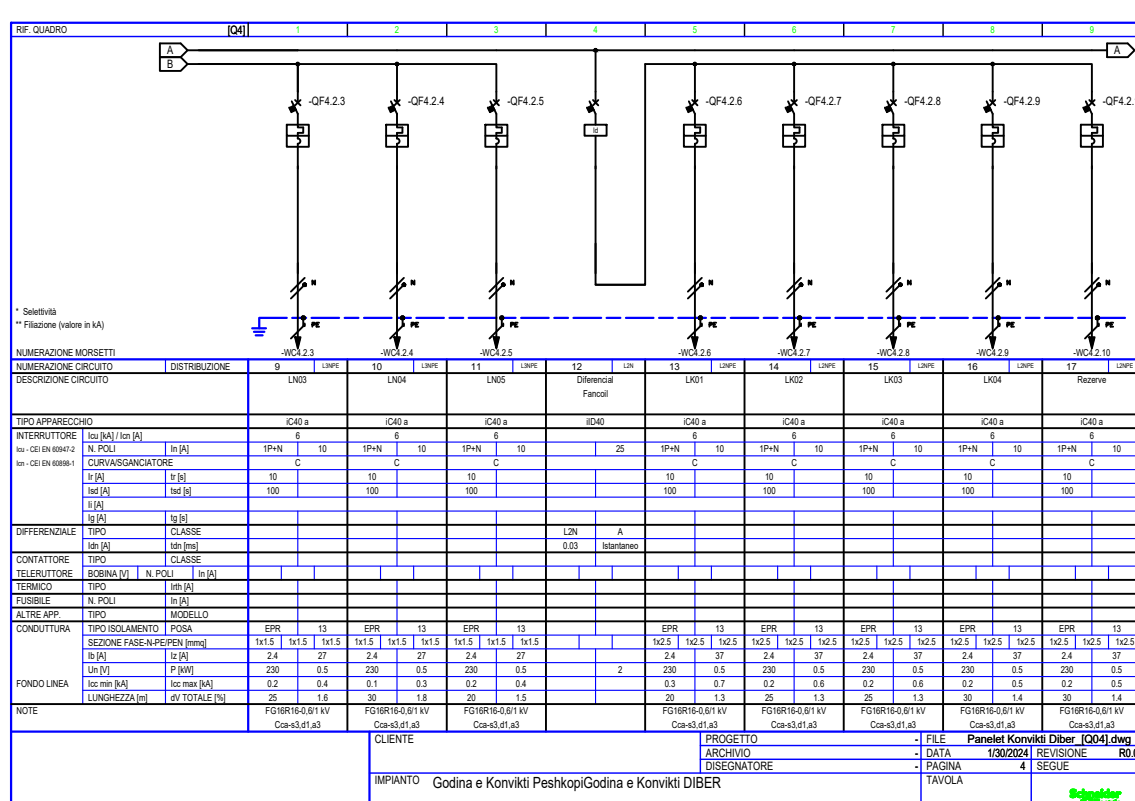 RIF. QUADRO [Q4] 1 2 3 4 5 6 7 8 9
A A
B
-QF4.2.3 -QF4.2.4 -QF4.2.5 -QF4.2.6 -QF4.2.7 -QF4.2.8 -QF4.2.9 -QF4.2.
Id
N N N N N N N N
* Selettività
** Filiazione (valore in kA)
PE PE PE PE PE PE PE PE
NUMERAZIONE MORSETTI -WC4.2.3 -WC4.2.4 -WC4.2.5 -WC4.2.6 -WC4.2.7 -WC4.2.8 -WC4.2.9 -WC4.2.10
NUMERAZIONE CIRCUITO DISTRIBUZIONE 9 L3NPE 10 L3NPE 11 L3NPE 12 L2N 13 L2NPE 14 L2NPE 15 L2NPE 16 L2NPE 17 L2NPE
DESCRIZIONE CIRCUITO LN03 LN04 LN05 Diferencial LK01 LK02 LK03 LK04 Rezerve
Fancoil
TIPO APPARECCHIO iC40 a iC40 a iC40 a iID40 iC40 a iC40 a iC40 a iC40 a iC40 a
INTERRUTTORE Icu [kA] / Icn [A] 6 6 6 6 6 6 6 6
Icu - CEI EN 60947-2 N. POLI In [A] 1P+N 10 1P+N 10 1P+N 10 25 1P+N 10 1P+N 10 1P+N 10 1P+N 10 1P+N 10
Icn - CEI EN 60898-1 CURVA/SGANCIATORE C C C C C C C C
Ir [A] tr [s] 10 10 10 10 10 10 10 10
Isd [A] tsd [s] 100 100 100 100 100 100 100 100
Ii [A]
Ig [A] tg [s]
DIFFERENZIALE TIPO CLASSE L2N A
Idn [A] tdn [ms] 0.03 Istantaneo
CONTATTORE TIPO CLASSE
TELERUTTORE BOBINA [V] N. POLI In [A]
TERMICO TIPO Irth [A]
FUSIBILE N. POLI In [A]
ALTRE APP. TIPO MODELLO
CONDUTTURA TIPO ISOLAMENTO POSA EPR 13 EPR 13 EPR 13 EPR 13 EPR 13 EPR 13 EPR 13 EPR 13
SEZIONE FASE-N-PE/PEN [mmq] 1x1.5 1x1.5 1x1.5 1x1.5 1x1.5 1x1.5 1x1.5 1x1.5 1x1.5 1x2.5 1x2.5 1x2.5 1x2.5 1x2.5 1x2.5 1x2.5 1x2.5 1x2.5 1x2.5 1x2.5 1x2.5 1x2.5 1x2.5 1x2.5
Ib [A] Iz [A] 2.4 27 2.4 27 2.4 27 2.4 37 2.4 37 2.4 37 2.4 37 2.4 37
Un [V] P [kW] 230 0.5 230 0.5 230 0.5 2 230 0.5 230 0.5 230 0.5 230 0.5 230 0.5
FONDO LINEA Icc min [kA] Icc max [kA] 0.2 0.4 0.1 0.3 0.2 0.4 0.3 0.7 0.2 0.6 0.2 0.6 0.2 0.5 0.2 0.5
LUNGHEZZA [m] dV TOTALE [%] 25 1.6 30 1.8 20 1.5 20 1.3 25 1.3 25 1.3 30 1.4 30 1.4
NOTE FG16R16-0,6/1 kV FG16R16-0,6/1 kV FG16R16-0,6/1 kV FG16R16-0,6/1 kV FG16R16-0,6/1 kV FG16R16-0,6/1 kV FG16R16-0,6/1 kV FG16R16-0,6/1 kV
Cca-s3,d1,a3 Cca-s3,d1,a3 Cca-s3,d1,a3 Cca-s3,d1,a3 Cca-s3,d1,a3 Cca-s3,d1,a3 Cca-s3,d1,a3 Cca-s3,d1,a3
CLIENTE PROGETTO - FILE Panelet Konvikti Diber_[Q04].dwg
ARCHIVIO - DATA 1/30/2024 REVISIONE R0.
DISEGNATORE - PAGINA 4 SEGUE
IMPIANTO Godina e Konvikti PeshkopiGodina e Konvikti DIBER TAVOLA
Schneider